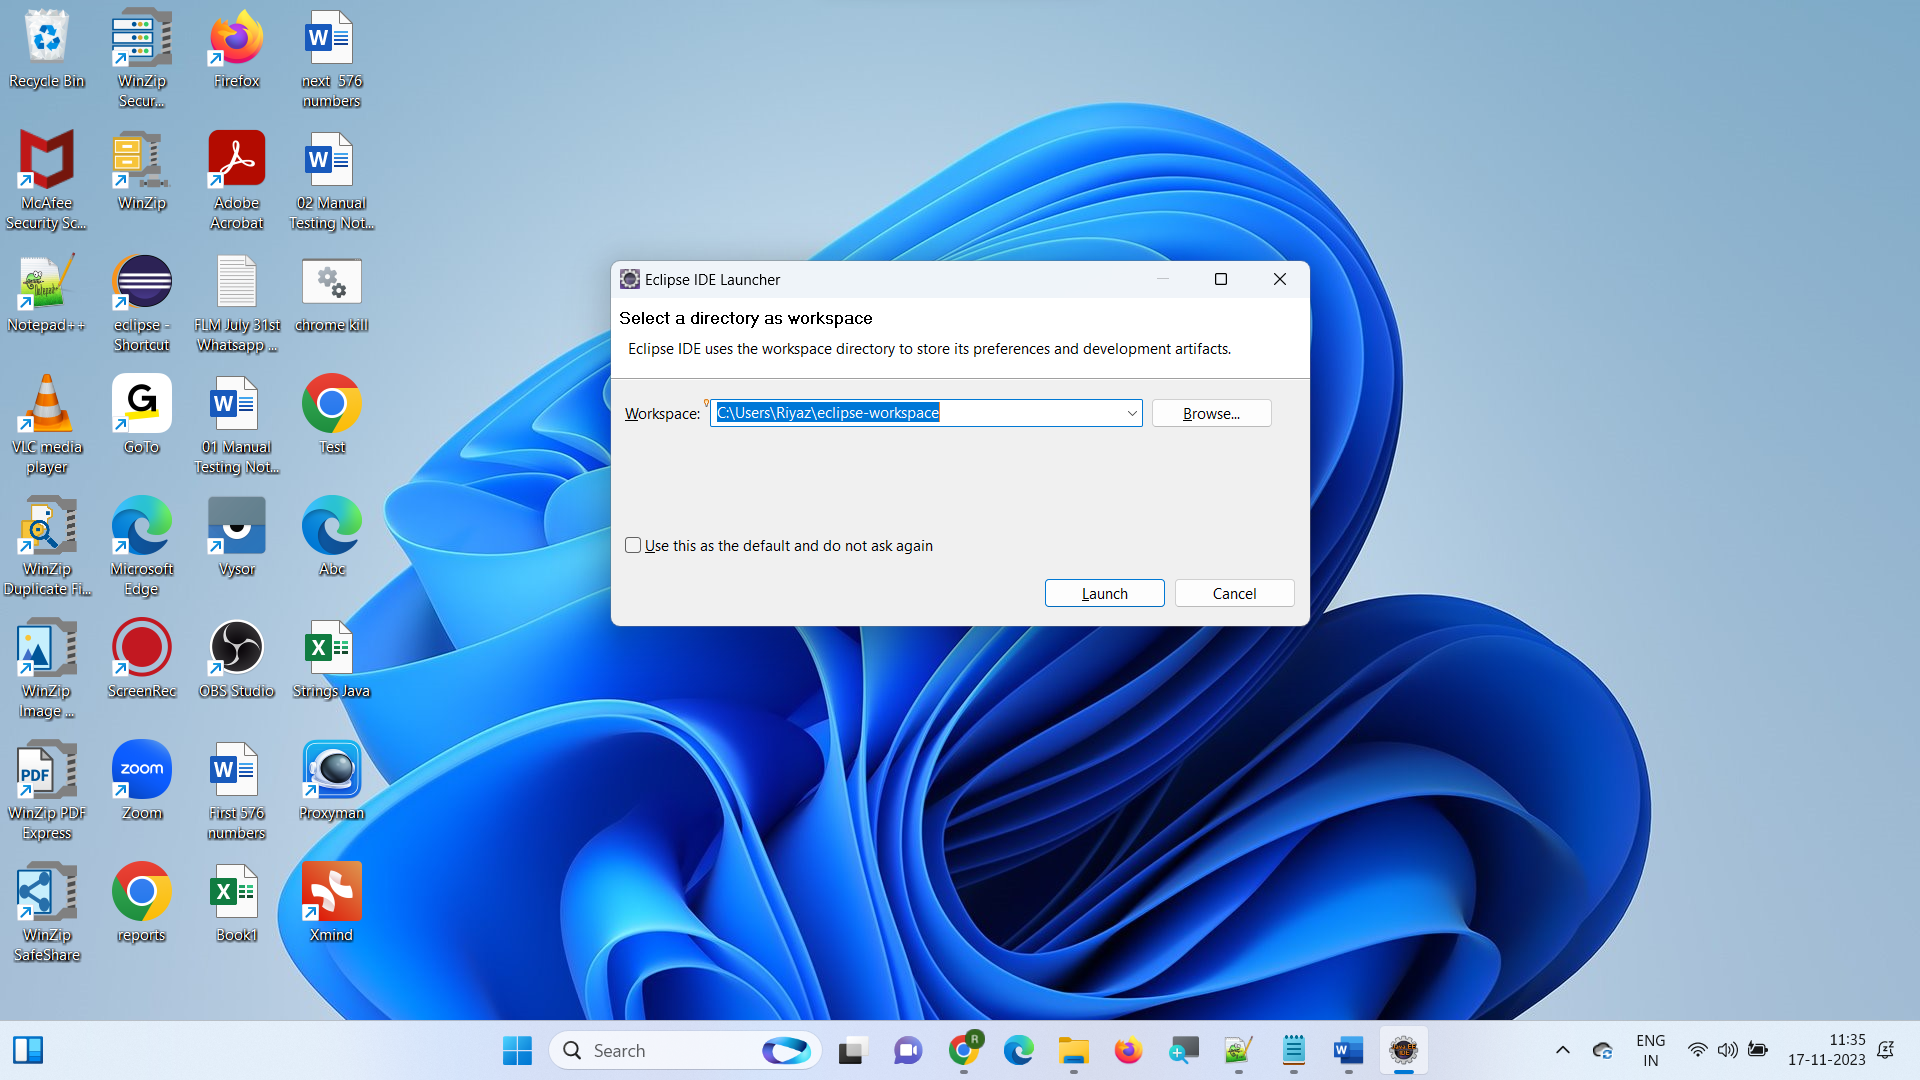 Recycle Bin
WinZip
Secur...
Firefox
next 576
numbers
McAfee
Security Sc...
WinZip
Adobe
Acrobat
02 Manual
Testing Not...
Notepad++
eclipse -
Shortcut
FLM July 31st
Whatsapp ...
chrome kill
VLC media
player
GoTo
01 Manual
Testing Not...
Test
WinZip
Duplicate Fi...
Microsoft
Edge
Vysor
Abc
WinZip
Image ...
ScreenRec
OBS Studio
Strings Java
PDF
WinZip PDF
Express
zoom
Zoom
First 576
numbers
Proxyman
WinZip
SafeShare
reports
Book1
Xmind
Eclipse IDE Launcher
Select a directory as workspace
Eclipse IDE uses the workspace directory to store its preferences and development artifacts.
Workspace: C:\Users\Riyaz\eclipse-workspace Browse...
Use this as the default and do not ask again
Launch Cancel
Search
R
ENG
IN
11:35
17-11-2023